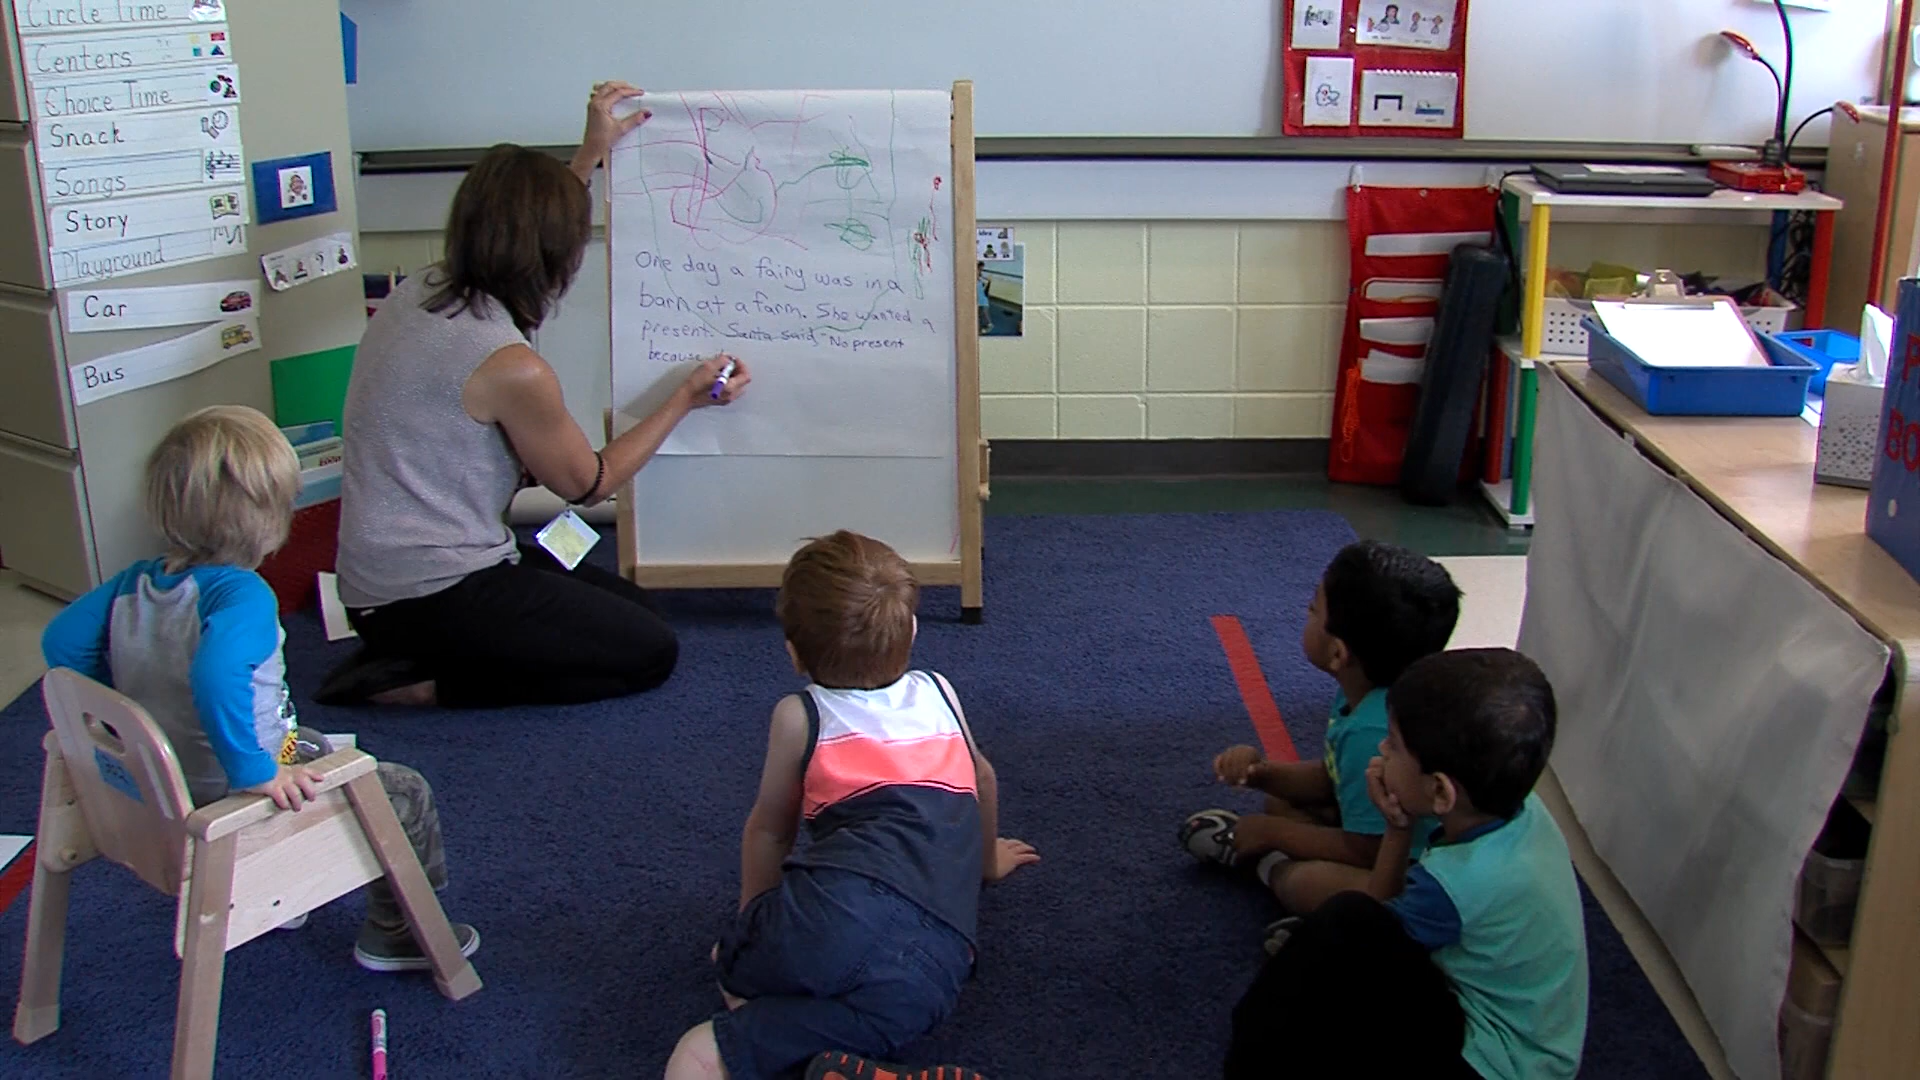 Circle Time
Centers
Choice Time
Snack
Songs
Story
Playground
Car
Bus
One day a fairy was in a
barn at a farm. She wanted a
present. Santa said, "No present
because